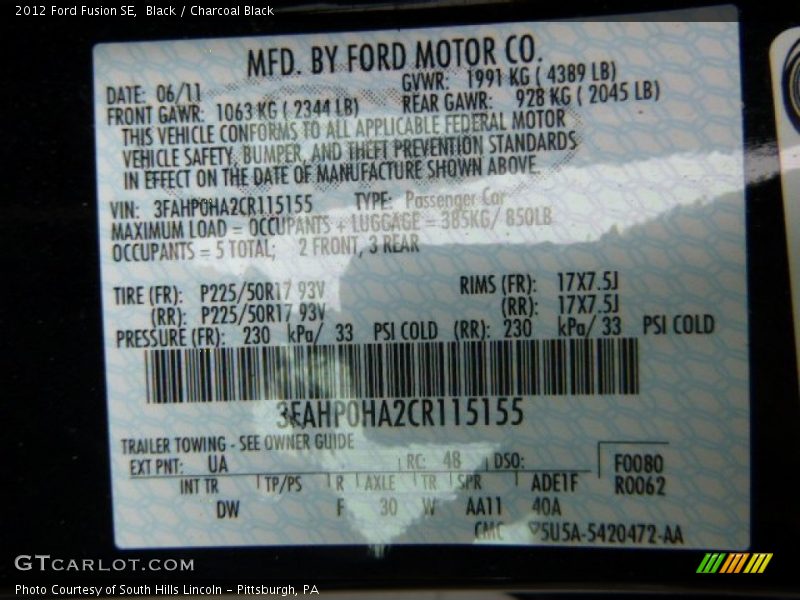 2012 Ford Fusion SE,  Black / Charcoal Black
MFD. BY FORD MOTOR CO.
DATE: 06/11 GVWR: 1991 KG ( 4389 LB)
FRONT GAWR: 1063 KG ( 2344 LB) REAR GAWR: 928 KG ( 2045 LB)
THIS VEHICLE CONFORMS TO ALL APPLICABLE FEDERAL MOTOR
VEHICLE SAFETY, BUMPER, AND THEFT PREVENTION STANDARDS
IN EFFECT ON THE DATE OF MANUFACTURE SHOWN ABOVE.
VIN: 3FAHP0HA2CR115155 TYPE: Passenger Car
MAXIMUM LOAD = OCCUPANTS + LUGGAGE = 385KG/ 850LB
OCCUPANTS = 5 TOTAL; 2 FRONT, 3 REAR
TIRE (FR): P225/50R17 93V RIMS (FR): 17X7.5J
(RR): P225/50R17 93V (RR): 17X7.5J
PRESSURE (FR): 230 kPa/ 33 PSI COLD (RR): 230 kPa/ 33 PSI COLD
3FAHP0HA2CR115155
TRAILER TOWING - SEE OWNER GUIDE
EXT PNT: UA RC: 48 DSO: F0080
INT TR TP/PS R AXLE TR SPR ADE1F R0062
DW F 30 W AA11 40A
CMC 5U5A-5420472-AA
GTCARLOT.COM
Photo Courtesy of South Hills Lincoln - Pittsburgh, PA